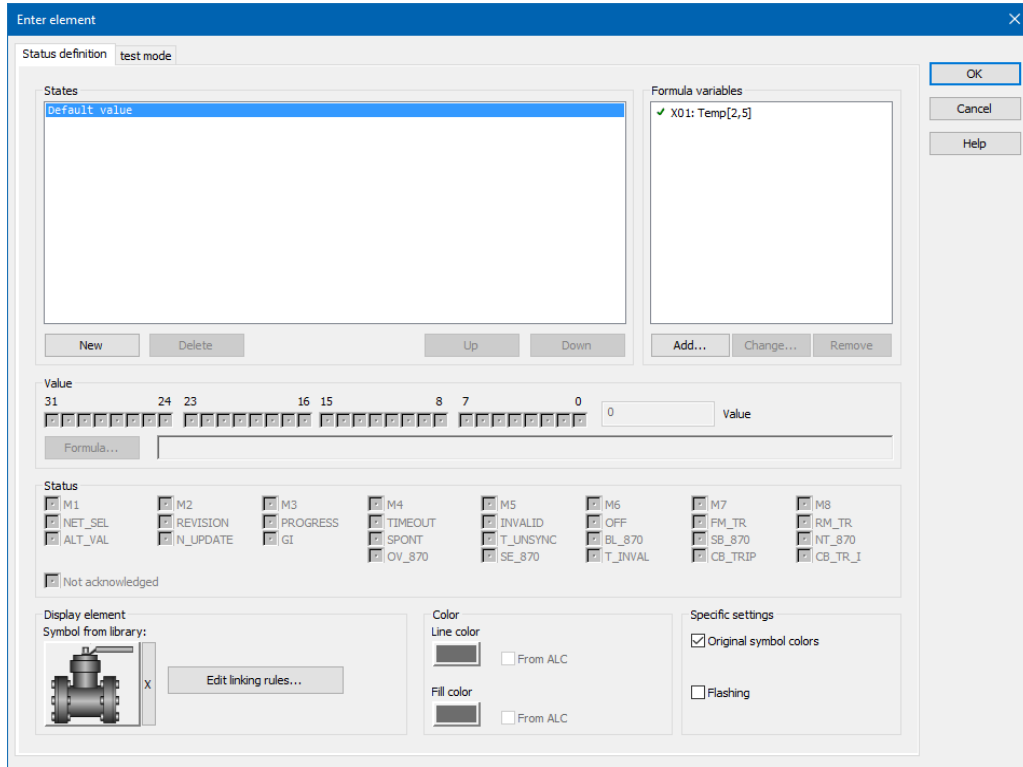 Enter element
Status definition test mode
OK
Cancel
Help
States
Default value
New Delete Up Down
Formula variables
X01: Temp[2,5]
Add... Change... Remove
Value
31 24 23 16 15 8 7 0
0 Value
Formula...
Status
M1 M2 M3 M4 M5 M6 M7 M8
NET_SEL REVISION PROGRESS TIMEOUT INVALID OFF FM_TR RM_TR
ALT_VAL N_UPDATE GI SPONT T_UNSYNC BL_870 SB_870 NT_870
OV_870 SE_870 T_INVAL CB_TRIP CB_TR_I
Not acknowledged
Display element
Symbol from library:
X
Edit linking rules...
Color
Line color
From ALC
Fill color
From ALC
Specific settings
Original symbol colors
Flashing